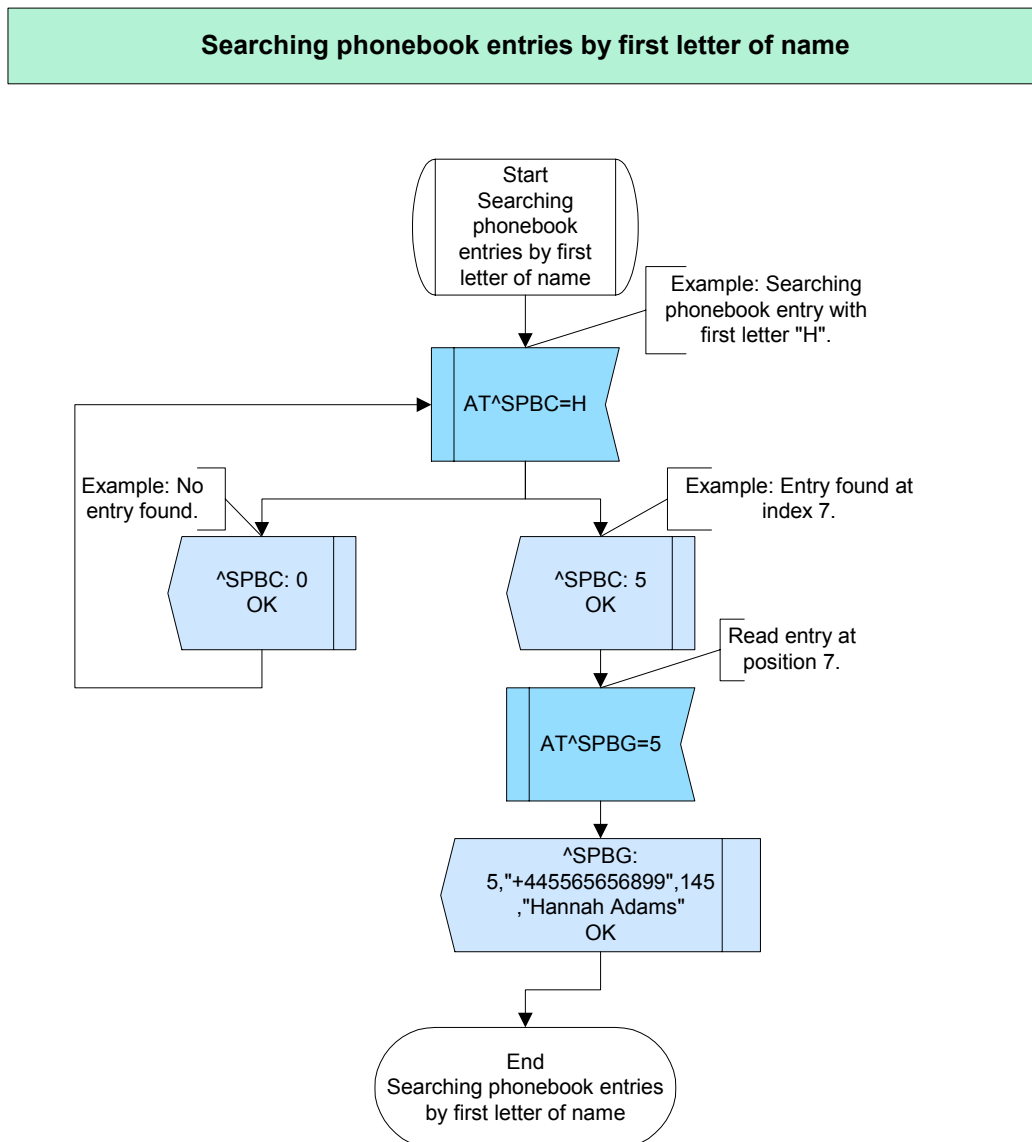 Searching phonebook entries by first letter of name
Start
Searching
phonebook
entries by first
letter of name
Example: Searching
phonebook entry with
first letter "H".
AT^SPBC=H
Example: No
entry found.
Example: Entry found at
index 7.
^SPBC: 0
OK
^SPBC: 5
OK
Read entry at
position 7.
AT^SPBG=5
^SPBG:
5,"+445565656899",145
,"Hannah Adams"
OK
End
Searching phonebook entries
by first letter of name